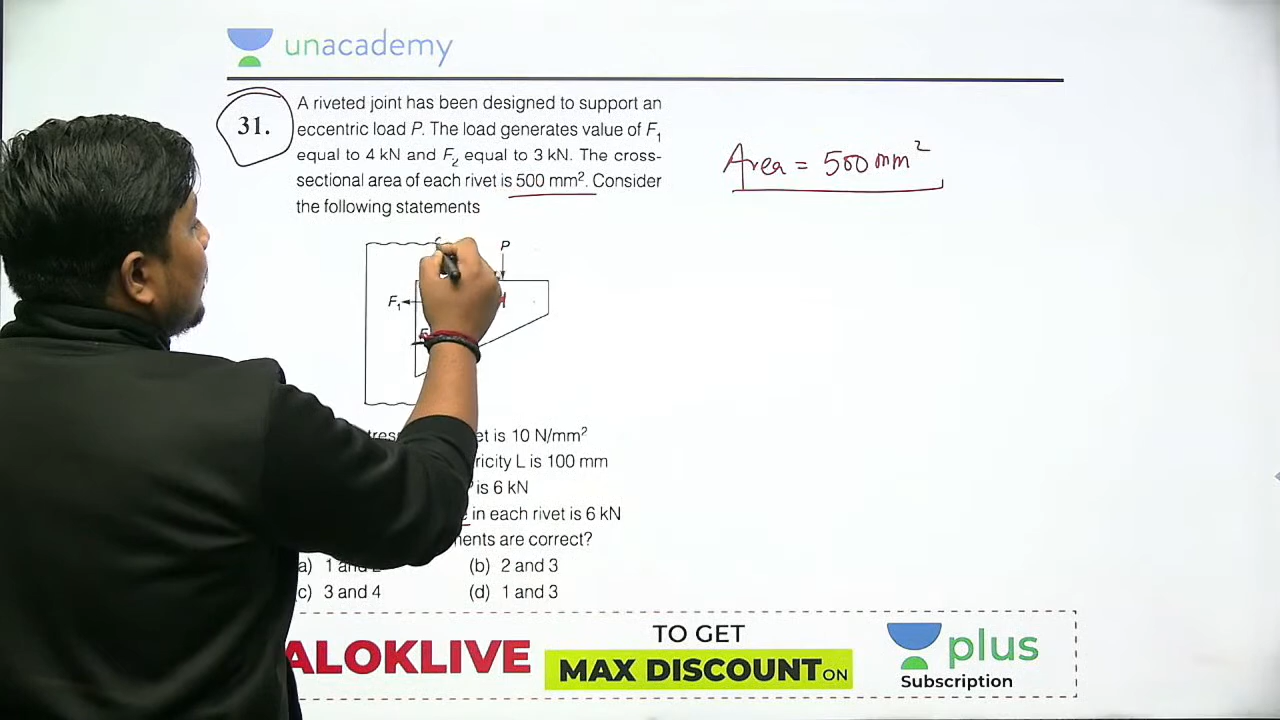 unacademy
31.
A riveted joint has been designed to support an
eccentric load P. The load generates value of F₁
equal to 4 kN and F₂ equal to 3 kN. The cross-
sectional area of each rivet is 500 mm². Consider
the following statements
Area = 500 mm²
P
F₁
is 10 N/mm²
L is 100 mm
is 6 kN
in each rivet is 6 kN
are correct?
a) 1 and
(b) 2 and 3
(c) 3 and 4
(d) 1 and 3
ALOKLIVE
TO GET
MAX DISCOUNT ON
plus
Subscription